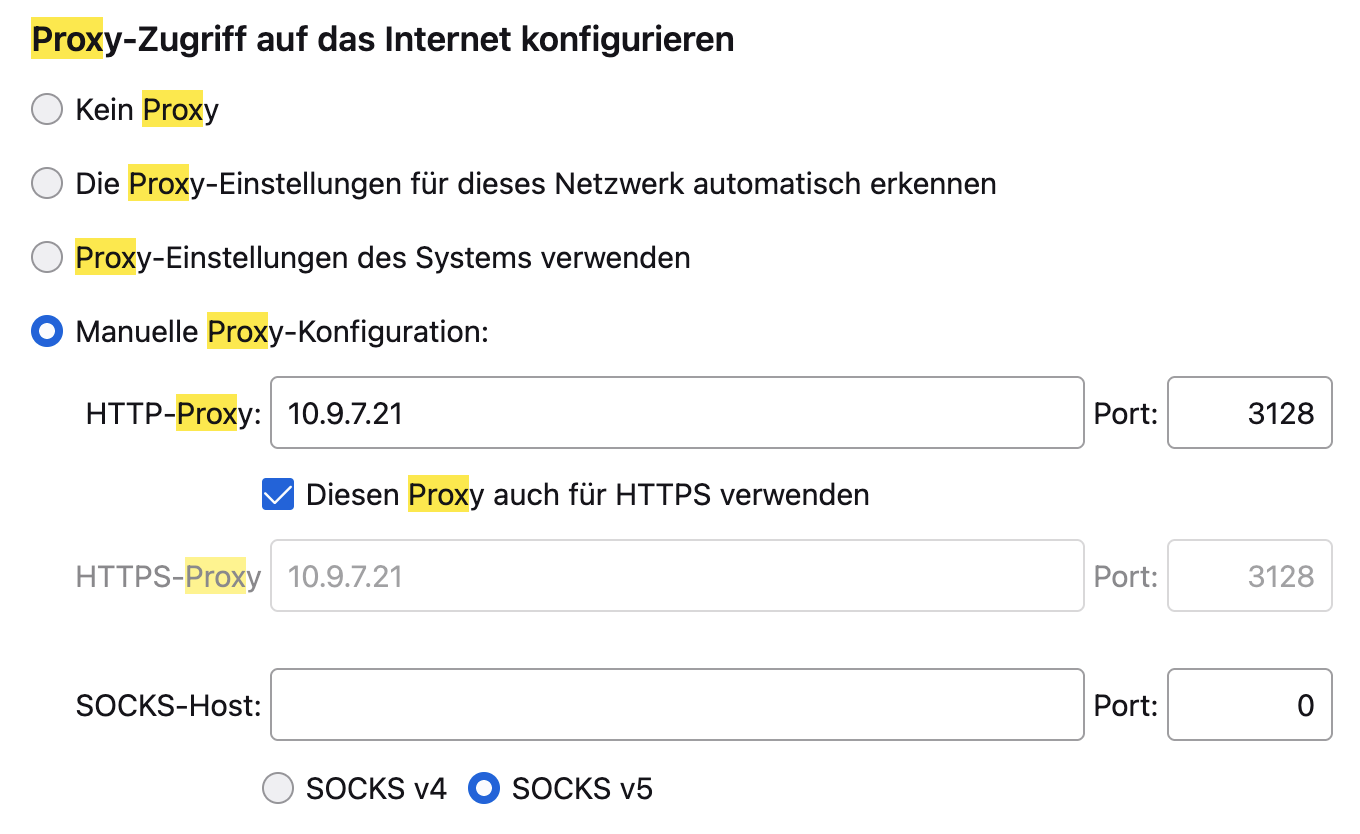 Proxy-Zugriff auf das Internet konfigurieren
Kein Proxy
Die Proxy-Einstellungen für dieses Netzwerk automatisch erkennen
Proxy-Einstellungen des Systems verwenden
Manuelle Proxy-Konfiguration:
HTTP-Proxy: 10.9.7.21 Port: 3128
Diesen Proxy auch für HTTPS verwenden
HTTPS-Proxy 10.9.7.21 Port: 3128
SOCKS-Host: Port: 0
SOCKS v4 SOCKS v5